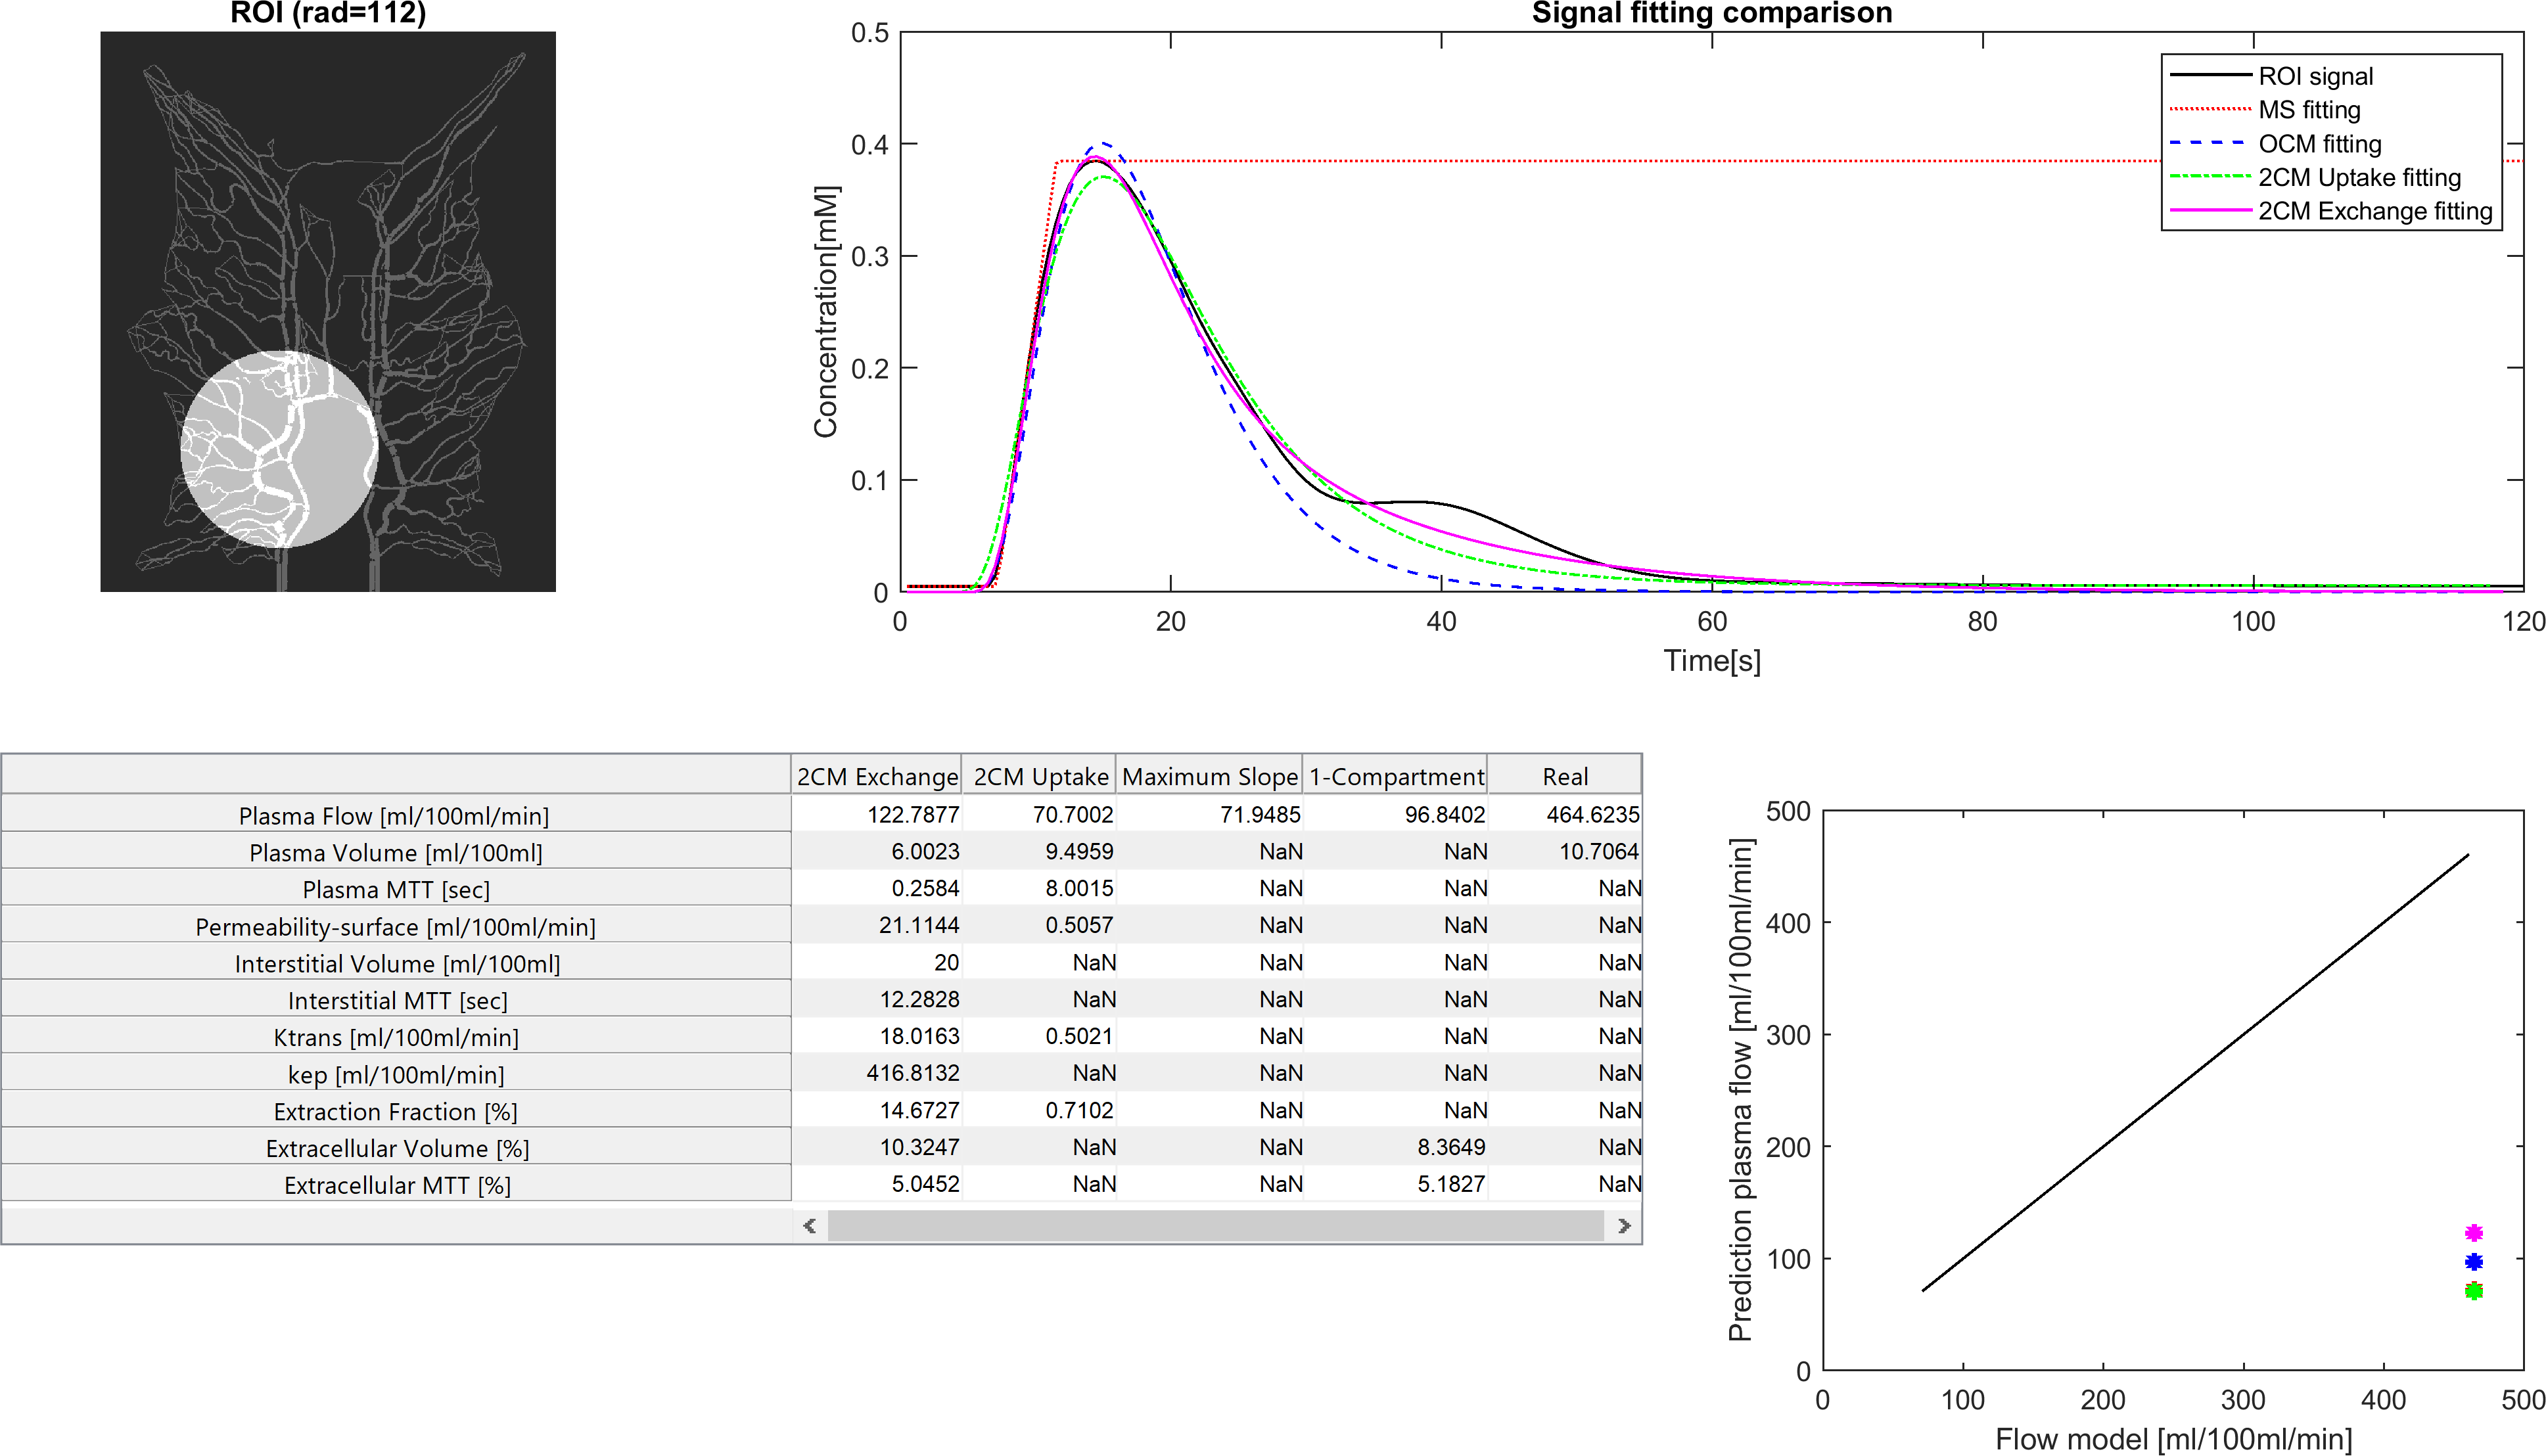 ROI (rad=112)
Signal fitting comparison
0.5
0.4
0.3
0.2
0.1
0
Concentration[mM]
0 20 40 60 80 100 120
Time[s]
ROI signal
MS fitting
OCM fitting
2CM Uptake fitting
2CM Exchange fitting
2CM Exchange 2CM Uptake Maximum Slope 1-Compartment Real
Plasma Flow [ml/100ml/min] 122.7877 70.7002 71.9485 96.8402 464.6235
Plasma Volume [ml/100ml] 6.0023 9.4959 NaN NaN 10.7064
Plasma MTT [sec] 0.2584 8.0015 NaN NaN NaN
Permeability-surface [ml/100ml/min] 21.1144 0.5057 NaN NaN NaN
Interstitial Volume [ml/100ml] 20 NaN NaN NaN NaN
Interstitial MTT [sec] 12.2828 NaN NaN NaN NaN
Ktrans [ml/100ml/min] 18.0163 0.5021 NaN NaN NaN
kep [ml/100ml/min] 416.8132 NaN NaN NaN NaN
Extraction Fraction [%] 14.6727 0.7102 NaN NaN NaN
Extracellular Volume [%] 10.3247 NaN NaN 8.3649 NaN
Extracellular MTT [%] 5.0452 NaN NaN 5.1827 NaN
500
400
300
200
100
0
Prediction plasma flow [ml/100ml/min]
0 100 200 300 400 500
Flow model [ml/100ml/min]